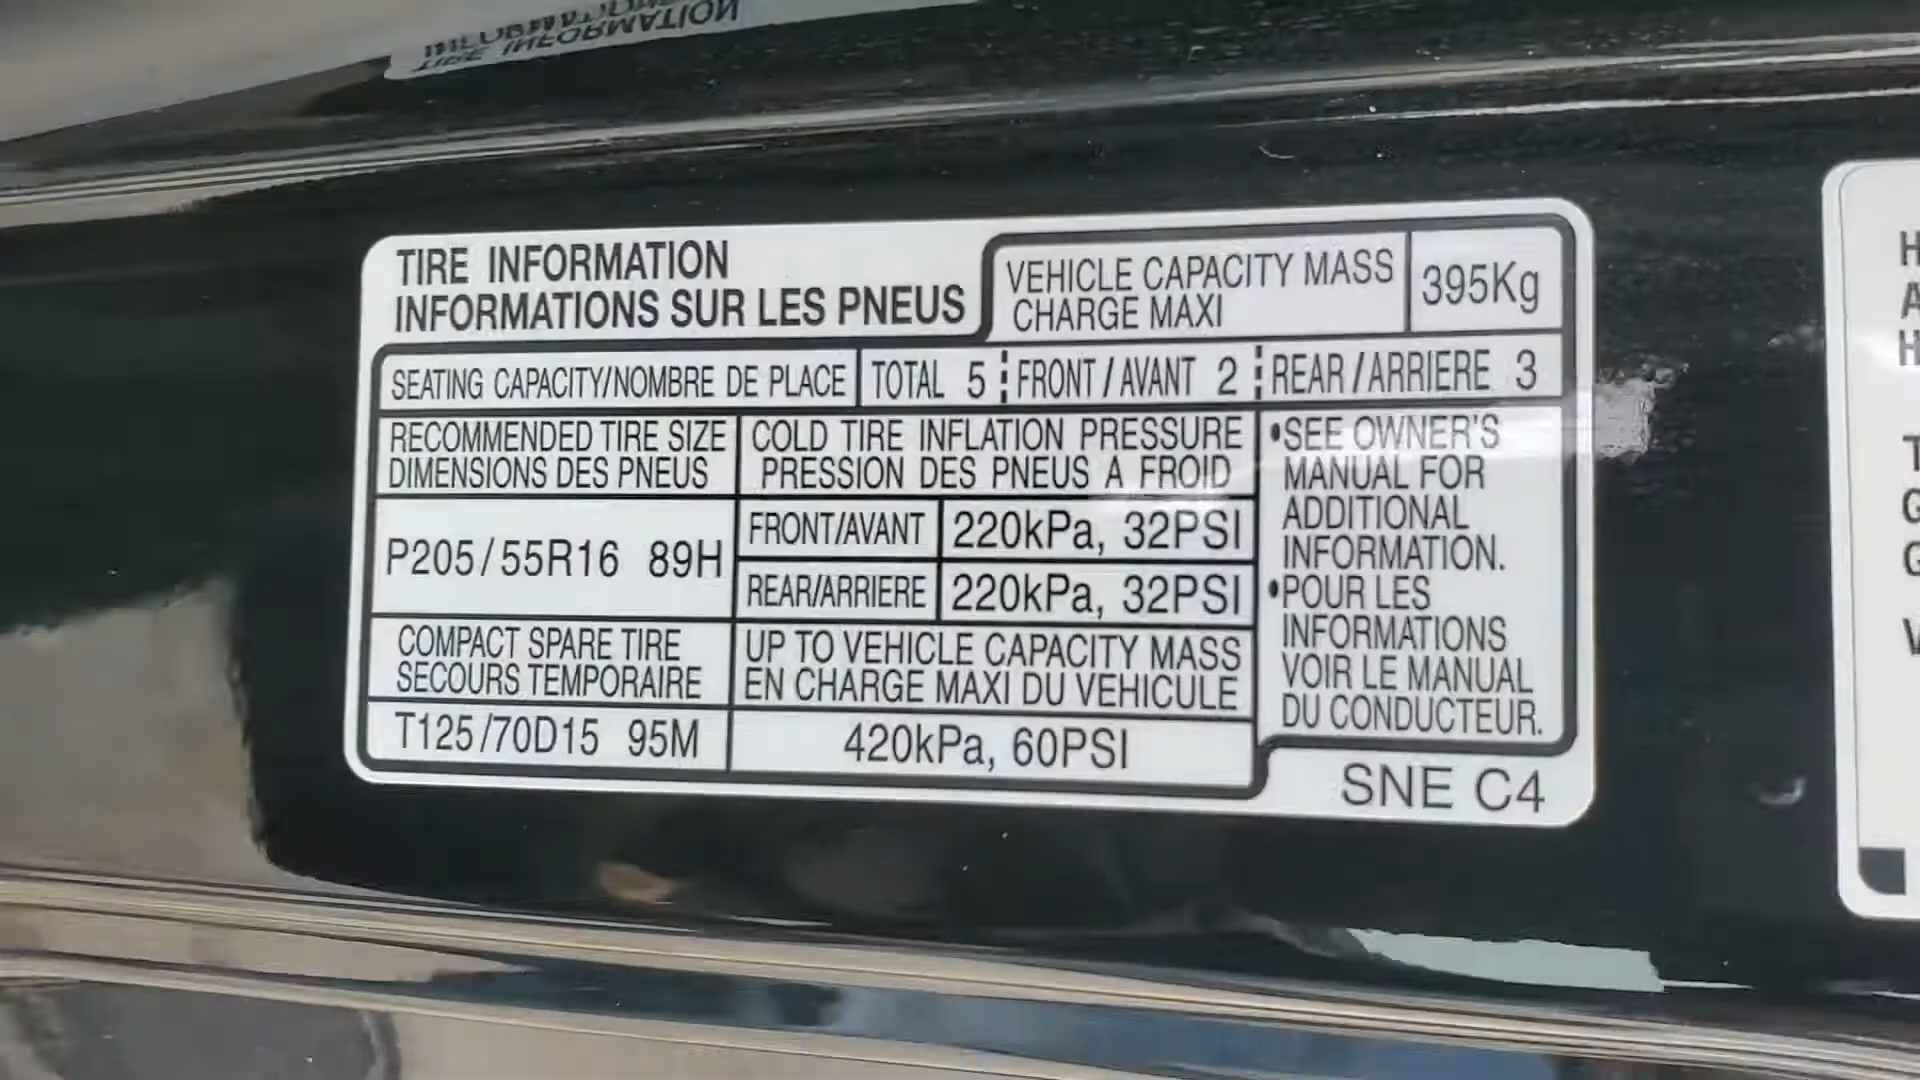 TIRE INFORMATION
TIRE INFORMATION
INFORMATIONS SUR LES PNEUS
VEHICLE CAPACITY MASS
CHARGE MAXI
395Kg
SEATING CAPACITY/NOMBRE DE PLACE
TOTAL 5
FRONT/AVANT 2
REAR/ARRIERE 3
RECOMMENDED TIRE SIZE
DIMENSIONS DES PNEUS
COLD TIRE INFLATION PRESSURE
PRESSION DES PNEUS A FROID
P205/55R16 89H
FRONT/AVANT
220kPa, 32PSI
REAR/ARRIERE
220kPa, 32PSI
COMPACT SPARE TIRE
SECOURS TEMPORAIRE
UP TO VEHICLE CAPACITY MASS
EN CHARGE MAXI DU VEHICULE
T125/70D15 95M
420kPa, 60PSI
•SEE OWNER'S
MANUAL FOR
ADDITIONAL
INFORMATION.
•POUR LES
INFORMATIONS
VOIR LE MANUAL
DU CONDUCTEUR.
SNE C4